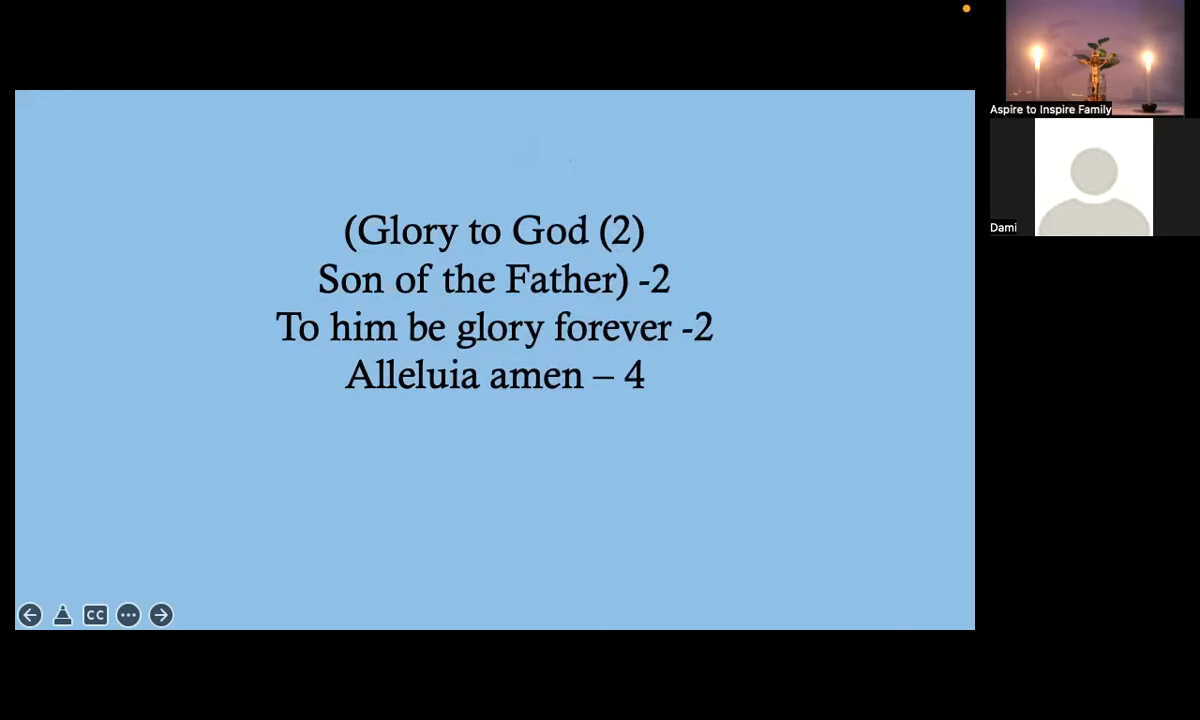 (Glory to God (2)
Son of the Father) -2
To him be glory forever -2
Alleluia amen – 4
CC
Aspire to Inspire Family
Dami